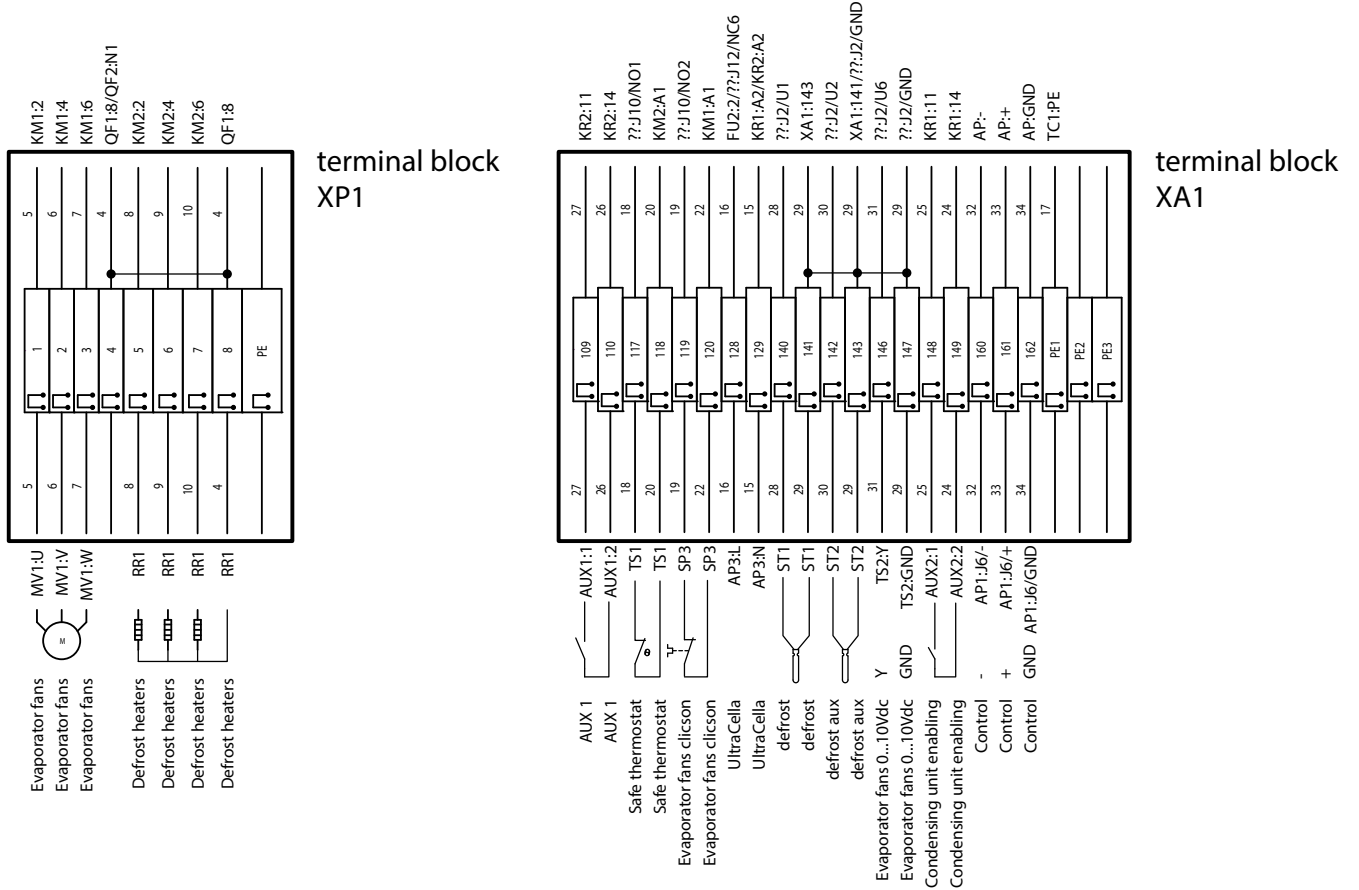 KM1:2
KM1:4
KM1:6
QF1:8/QF2:N1
KM2:2
KM2:4
KM2:6
QF1:8
5
6
7
4
8
9
10
4
1
2
3
4
5
6
7
8
PE
5
6
7
8
9
10
4
MV1:U
MV1:V
MV1:W
RR1
RR1
RR1
RR1
M
Evaporator fans
Evaporator fans
Evaporator fans
Defrost heaters
Defrost heaters
Defrost heaters
Defrost heaters
terminal block
XP1
KR2:11
KR2:14
??:J10/NO1
KM2:A1
??:J10/NO2
KM1:A1
FU2:2/??:J12/NC6
KR1:A2/KR2:A2
??:J2/U1
XA1:143
??:J2/U2
XA1:141/??:J2/GND
??:J2/U6
??:J2/GND
KR1:11
KR1:14
AP:-
AP:+
AP:GND
TC1:PE
27
26
18
20
19
22
16
15
28
29
30
29
31
29
25
24
32
33
34
17
109
110
117
118
119
120
128
129
140
141
142
143
146
147
148
149
160
161
162
PE1
PE2
PE3
27
26
18
20
19
22
16
15
28
29
30
29
31
29
25
24
32
33
34
AUX1:1
AUX1:2
TS1
TS1
SP3
SP3
AP3:L
AP3:N
ST1
ST1
ST2
ST2
TS2:Y
TS2:GND
AUX2:1
AUX2:2
AP1:J6/-
AP1:J6/+
AP1:J6/GND
θ
Y
GND
-
+
GND
AUX 1
AUX 1
Safe thermostat
Safe thermostat
Evaporator fans clicson
Evaporator fans clicson
UltraCella
UltraCella
defrost
defrost
defrost aux
defrost aux
Evaporator fans 0...10Vdc
Evaporator fans 0...10Vdc
Condensing unit enabling
Condensing unit enabling
Control
Control
Control
terminal block
XA1